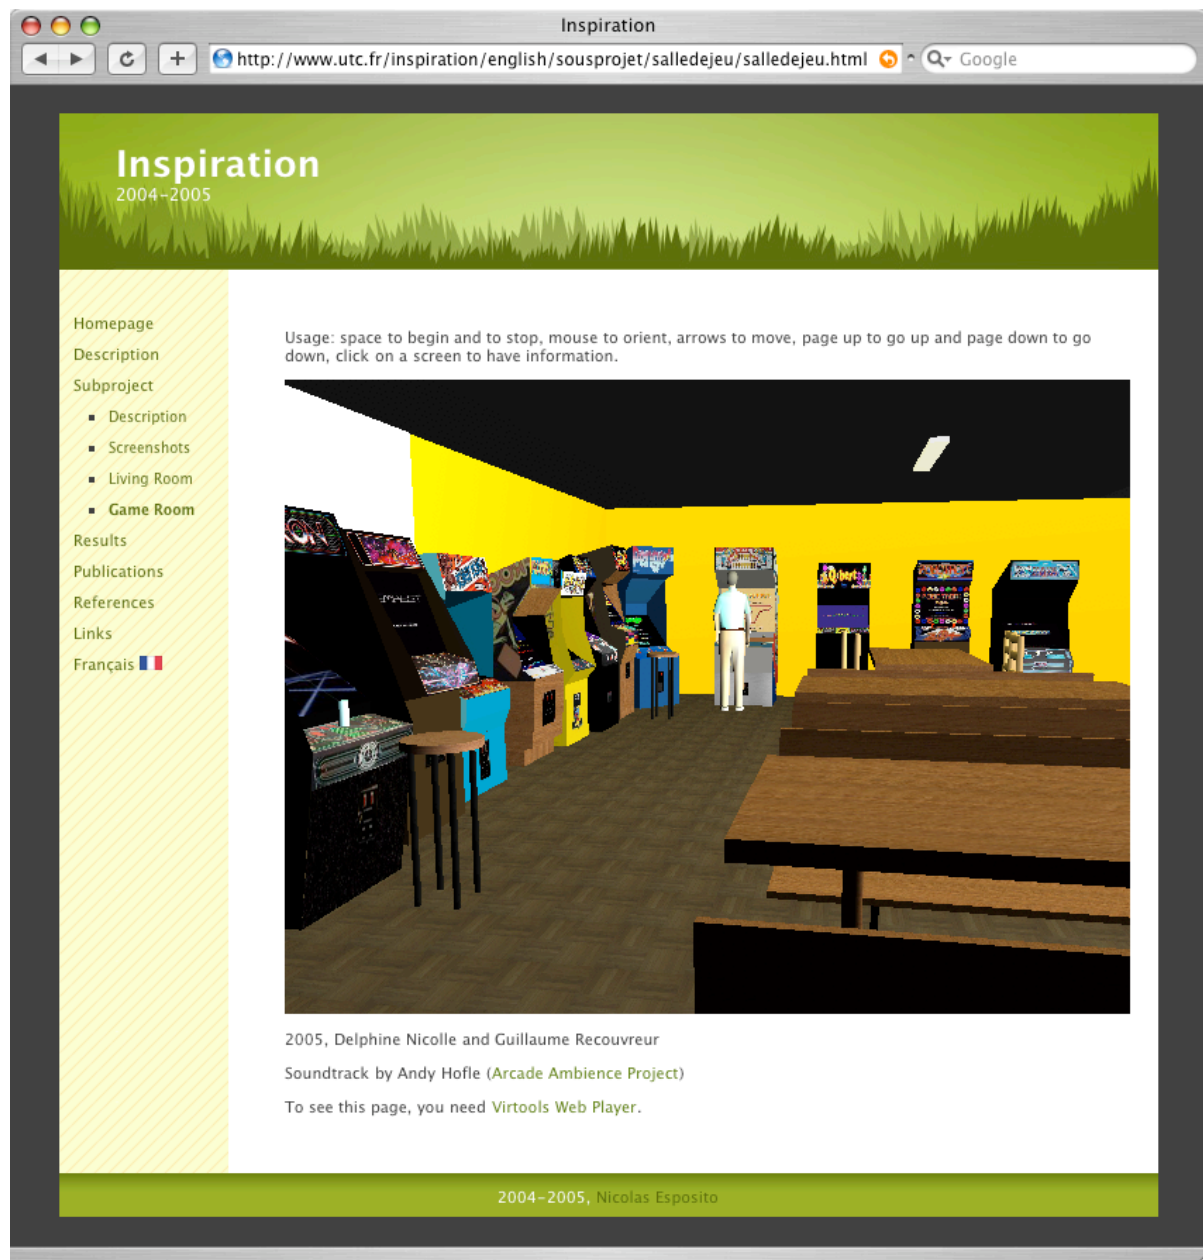 Inspiration
http://www.utc.fr/inspiration/english/sousprojet/salledejeu/salledejeu.html
Google
Inspiration
2004-2005
Homepage
Description
Subproject
Description
Screenshots
Living Room
Game Room
Results
Publications
References
Links
Français
Usage: space to begin and to stop, mouse to orient, arrows to move, page up to go up and page down to go
down, click on a screen to have information.
Q*bert
2005, Delphine Nicolle and Guillaume Recouvreur
Soundtrack by Andy Hofle (Arcade Ambience Project)
To see this page, you need Virtools Web Player.
2004-2005, Nicolas Esposito